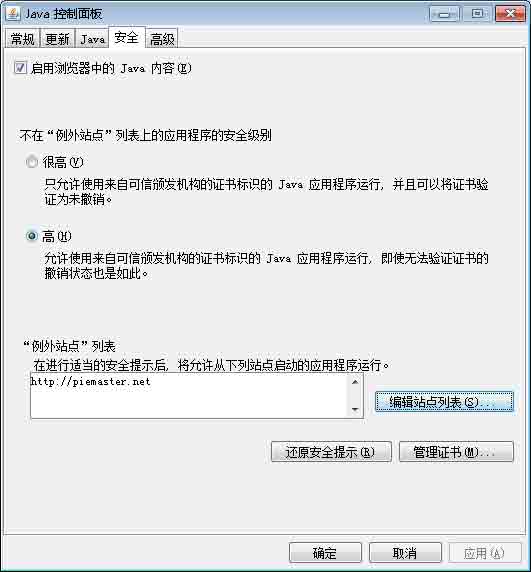 Java 控制面板
常规 更新 Java 安全 高级
启用浏览器中的 Java 内容(E)
不在“例外站点”列表上的应用程序的安全级别
很高(V)
只允许使用来自可信颁发机构的证书标识的 Java 应用程序运行, 并且可以将证书验
证为未撤销。
高(H)
允许使用来自可信颁发机构的证书标识的 Java 应用程序运行, 即使无法验证证书的
撤销状态也是如此。
“例外站点”列表
在进行适当的安全提示后, 将允许从下列站点启动的应用程序运行。
http://piemaster.net
编辑站点列表(S)...
还原安全提示(R) 管理证书(M)...
确定 取消 应用(A)